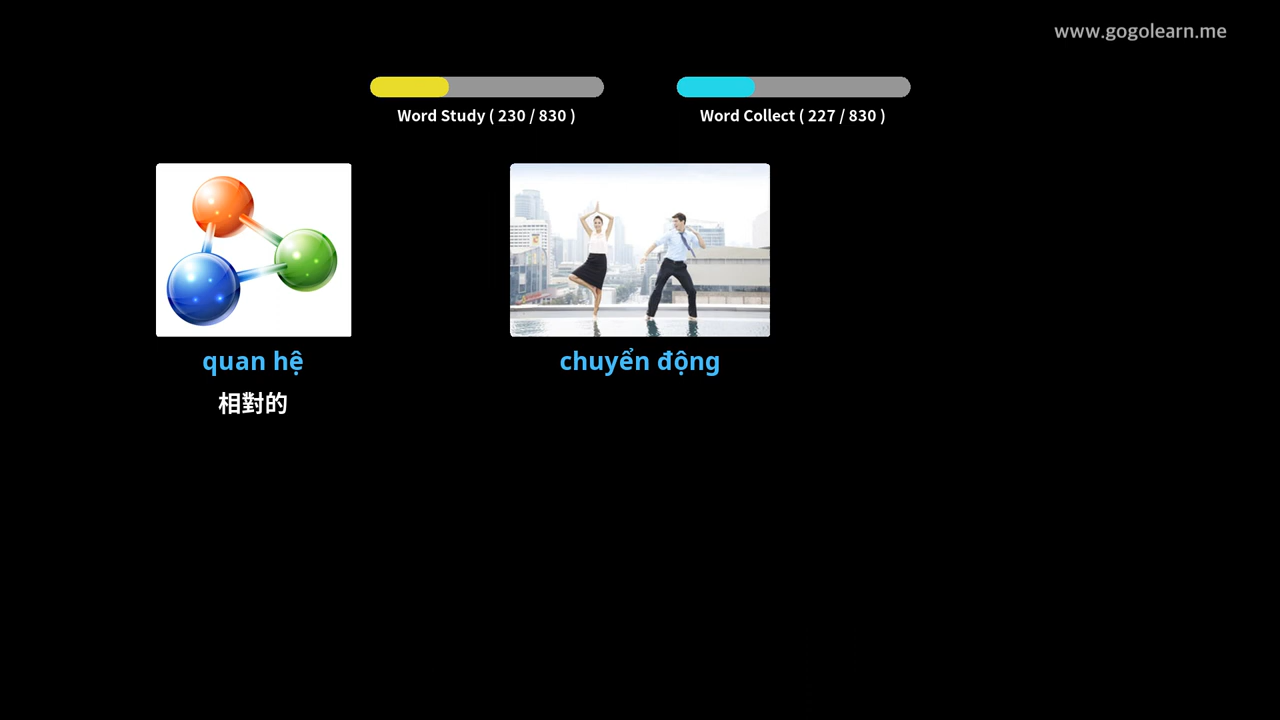 www.gogolearn.me
Word Study ( 230 / 830 )
Word Collect ( 227 / 830 )
quan hệ
chuyển động
相對的